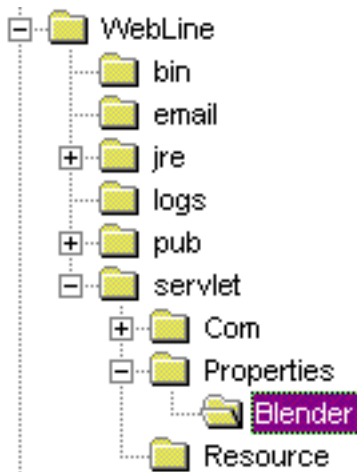 WebLine
bin
email
jre
logs
pub
servlet
Com
Properties
Blender
Resource